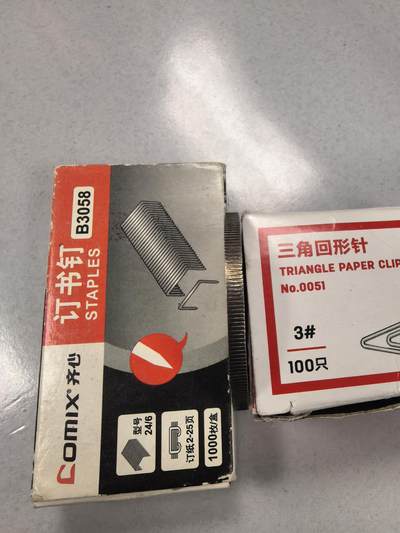 订书钉
B3058
STAPLES
COMIX® 齐心
型号
24/6
订纸2-25页
1000枚/盒
三角回形针
TRIANGLE PAPER CLIP
No.0051
3#
100只